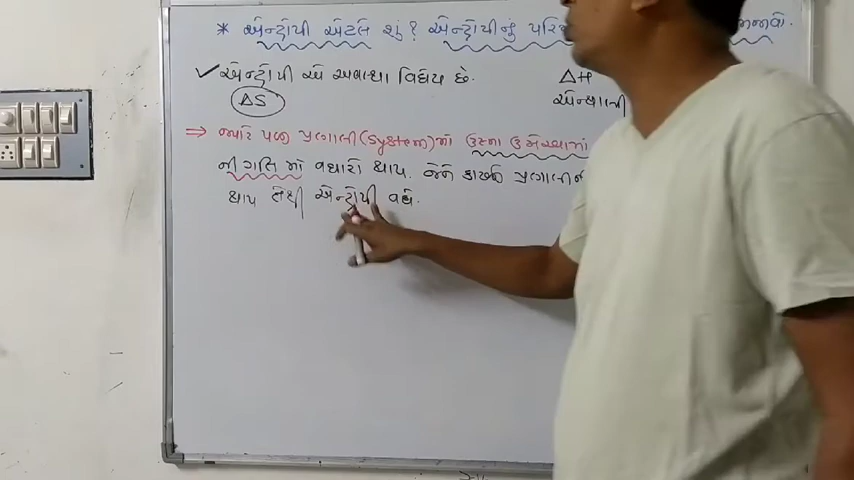 * એન્ટ્રોપી એટલે શું? એન્ટ્રોપીનું
✓ એન્ટ્રોપી એ અવસ્થા વિધેય છે.
ΔS
ΔH
એન્થાલ્પી
⇒ જ્યારે પણ પ્રણાલી(system)માં ઉષ્મા ઉમેરવામાં
ની ગતિ માં વધારો થાય. જેને કારણે પ્રણાલીની
થાય તેથી એન્ટ્રોપી વધે.